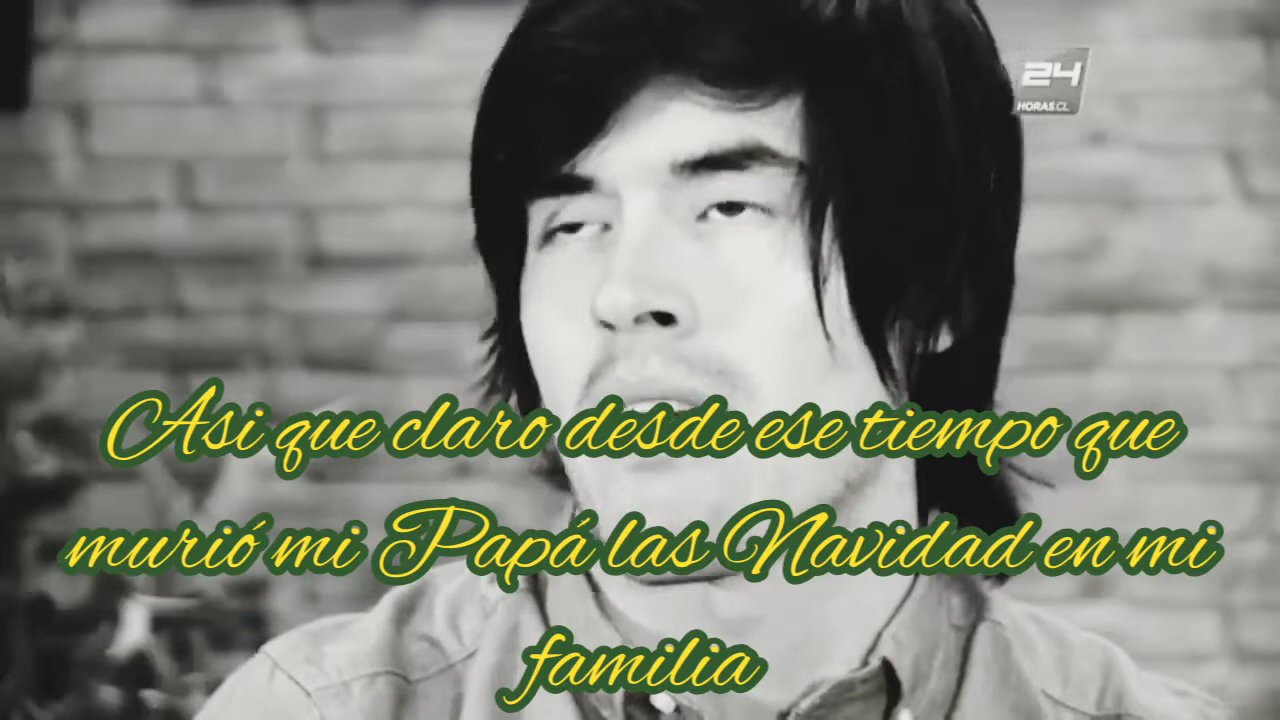 24
HORAS.CL
Asi que claro desde ese tiempo que
murió mi Papá las Navidad en mi
familia